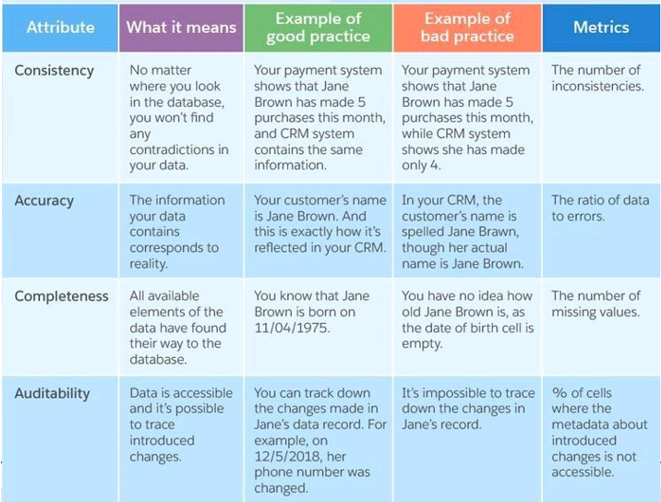 Attribute
What it means
Example of
good practice
Example of
bad practice
Metrics
Consistency
No matter
where you look
in the database,
you won't find
any
contradictions in
your data.
Your payment system
shows that Jane
Brown has made 5
purchases this month,
and CRM system
contains the same
information.
Your payment system
shows that Jane
Brown has made 5
purchases this month,
while CRM system
shows she has made
only 4.
The number of
inconsistencies.
Accuracy
The information
your data
contains
corresponds to
reality.
Your customer's name
is Jane Brown. And
this is exactly how it's
reflected in your CRM.
In your CRM, the
customer's name is
spelled Jane Brawn,
though her actual
name is Jane Brown.
The ratio of data
to errors.
Completeness
All available
elements of the
data have found
their way to the
database.
You know that Jane
Brown is born on
11/04/1975.
You have no idea how
old Jane Brown is, as
the date of birth cell is
empty.
The number of
missing values.
Auditability
Data is accessible
and it's possible
to trace
introduced
changes.
You can track down
the changes made in
Jane's data record. For
example, on
12/5/2018, her
phone number was
changed.
It's impossible to trace
down the changes in
Jane's record.
% of cells
where the
metadata about
introduced
changes is not
accessible.